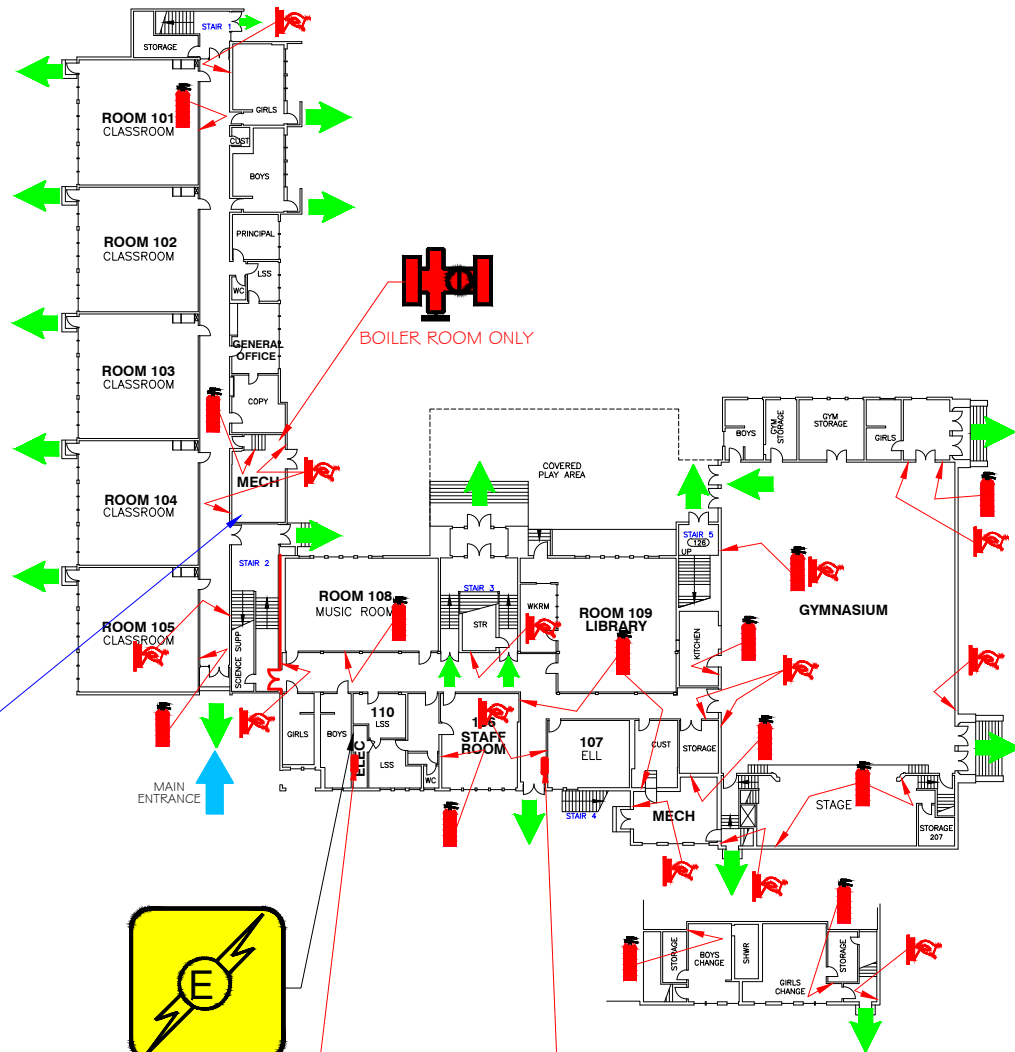 STAIR 1
STORAGE
ROOM 101
CLASSROOM
GIRLS
CUST
BOYS
ROOM 102
CLASSROOM
PRINCIPAL
LSS
WC
GENERAL
OFFICE
BOILER ROOM ONLY
ROOM 103
CLASSROOM
COPY
MECH
ROOM 104
CLASSROOM
STAIR 2
ROOM 105
CLASSROOM
SCIENCE SUPP
MAIN
ENTRANCE
COVERED
PLAY AREA
BOYS
GYM
STORAGE
GYM
STORAGE
GIRLS
STAIR 5
126
UP
ROOM 108
MUSIC ROOM
STAIR 3
STR
WKRM
ROOM 109
LIBRARY
KITCHEN
GYMNASIUM
GIRLS
BOYS
110
LSS
ELEC
LSS
WC
106
STAFF
ROOM
107
ELL
CUST
STORAGE
STAIR 4
MECH
STAGE
STORAGE
207
E
STORAGE
BOYS
CHANGE
SHWR
GIRLS
CHANGE
STORAGE